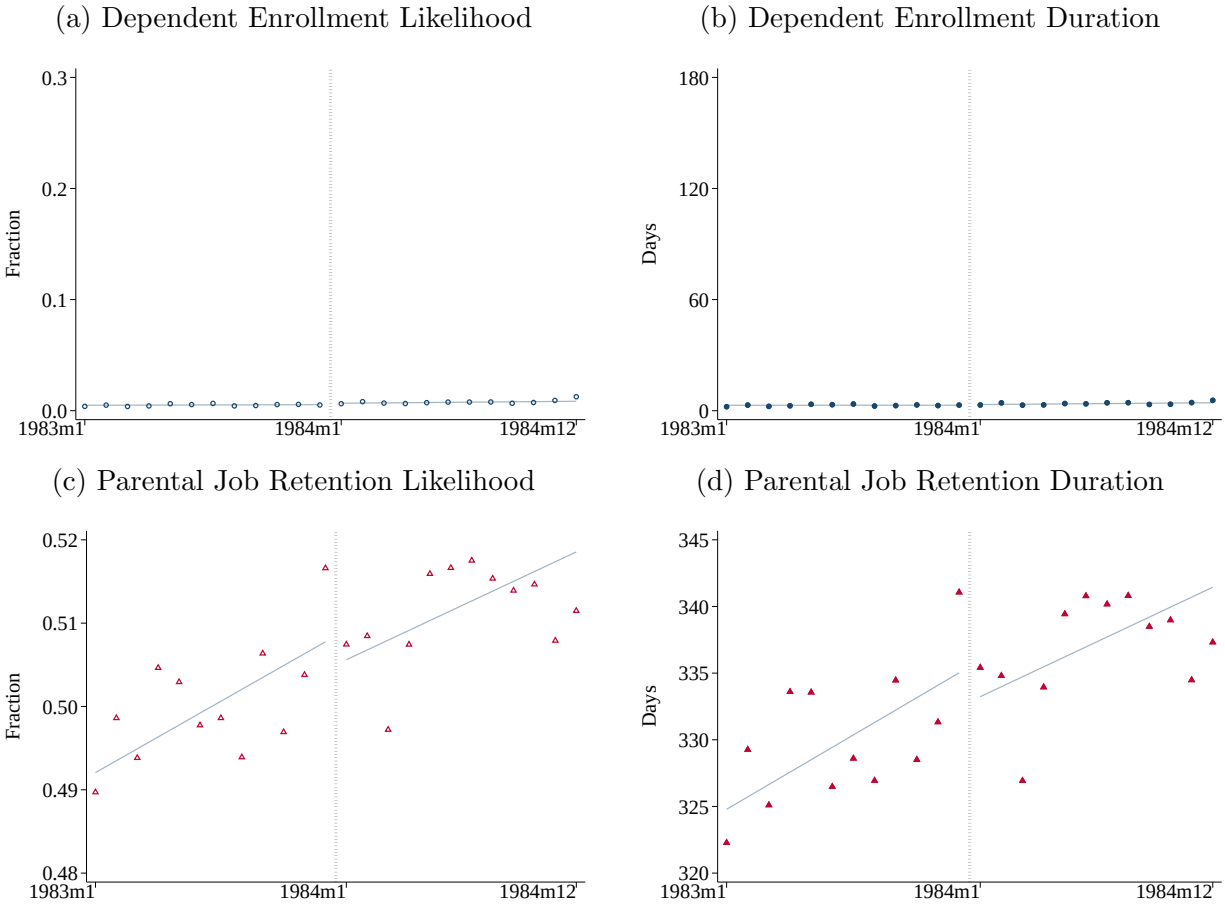 (a) Dependent Enrollment Likelihood
0.3
0.2
0.1
0.0
Fraction
1983m1
1984m1
1984m12
(b) Dependent Enrollment Duration
180
120
60
0
Days
1983m1
1984m1
1984m12
(c) Parental Job Retention Likelihood
0.52
0.51
0.50
0.49
0.48
Fraction
1983m1
1984m1
1984m12
(d) Parental Job Retention Duration
345
340
335
330
325
320
Days
1983m1
1984m1
1984m12